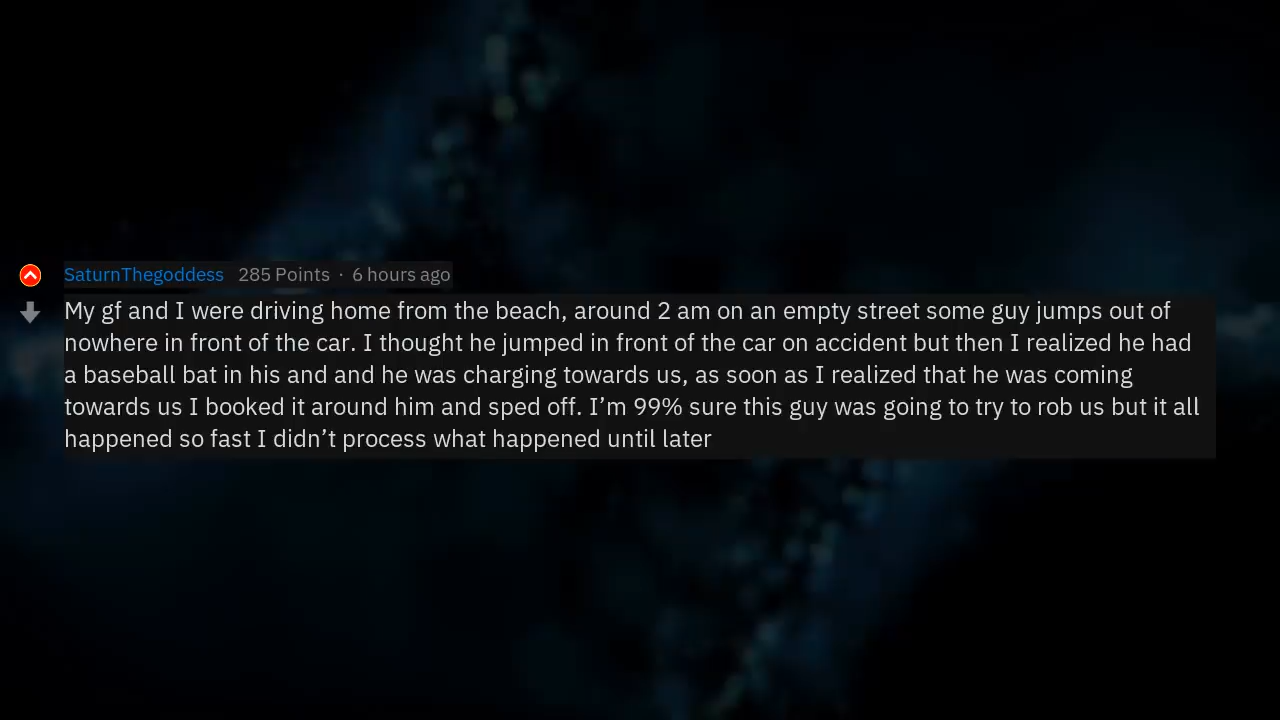 SaturnThegoddess 285 Points · 6 hours ago
My gf and I were driving home from the beach, around 2 am on an empty street some guy jumps out of
nowhere in front of the car. I thought he jumped in front of the car on accident but then I realized he had
a baseball bat in his and and he was charging towards us, as soon as I realized that he was coming
towards us I booked it around him and sped off. I’m 99% sure this guy was going to try to rob us but it all
happened so fast I didn’t process what happened until later